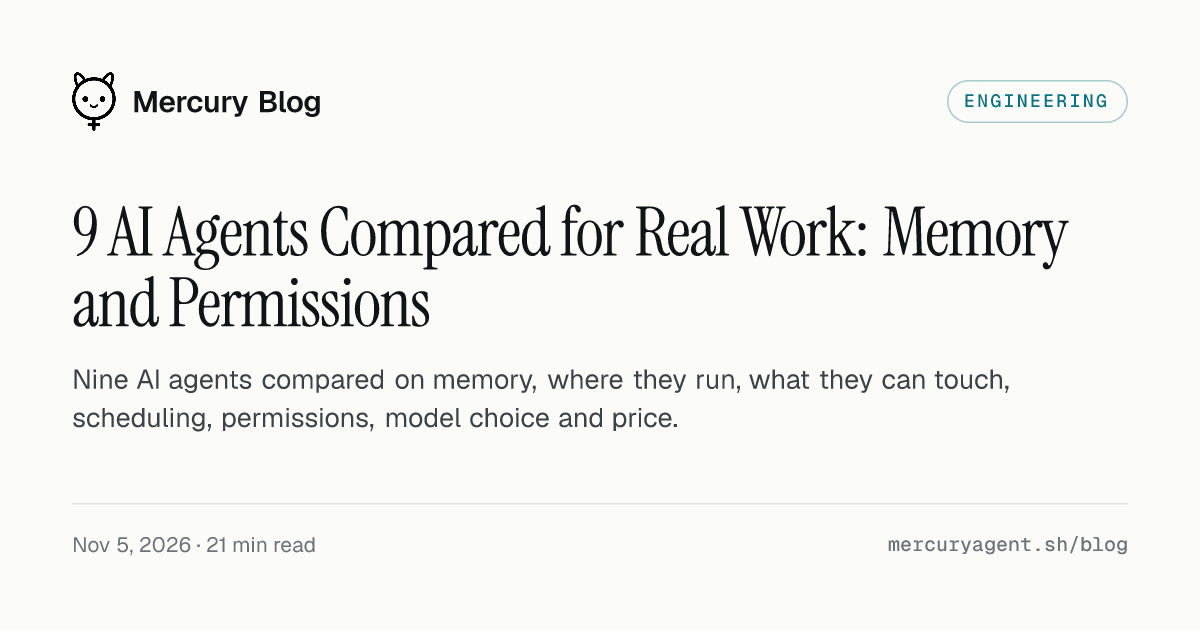 Mercury Blog
ENGINEERING
9 AI Agents Compared for Real Work: Memory
and Permissions
Nine AI agents compared on memory, where they run, what they can touch,
scheduling, permissions, model choice and price.
Nov 5, 2026 · 21 min read
mercuryagent.sh/blog